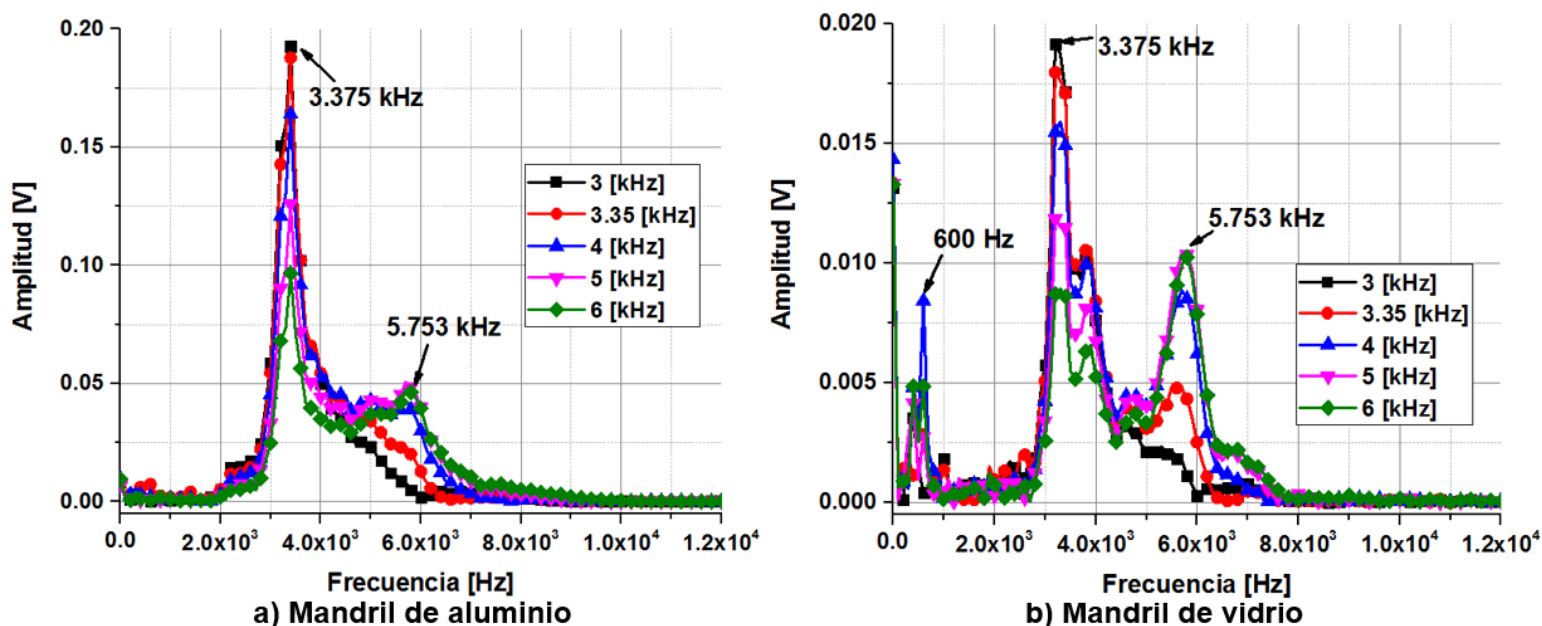 0.20
0.15
0.10
0.05
0.00
Amplitud [V]
3.375 kHz
5.753 kHz
3 [kHz]
3.35 [kHz]
4 [kHz]
5 [kHz]
6 [kHz]
0.0
2.0x10³
4.0x10³
6.0x10³
8.0x10³
1.0x10⁴
1.2x10⁴
Frecuencia [Hz]
a) Mandril de aluminio
0.020
0.015
0.010
0.005
0.000
Amplitud [V]
600 Hz
3.375 kHz
5.753 kHz
3 [kHz]
3.35 [kHz]
4 [kHz]
5 [kHz]
6 [kHz]
0.0
2.0x10³
4.0x10³
6.0x10³
8.0x10³
1.0x10⁴
1.2x10⁴
Frecuencia [Hz]
b) Mandril de vidrio